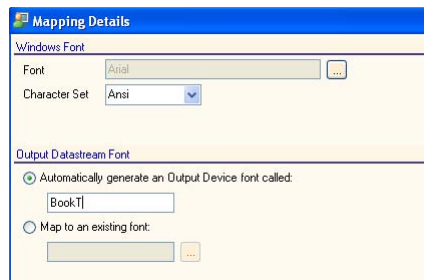 Mapping Details
Windows Font
Font Arial ...
Character Set Ansi
Output Datastream Font
Automatically generate an Output Device font called:
BookT
Map to an existing font:
...